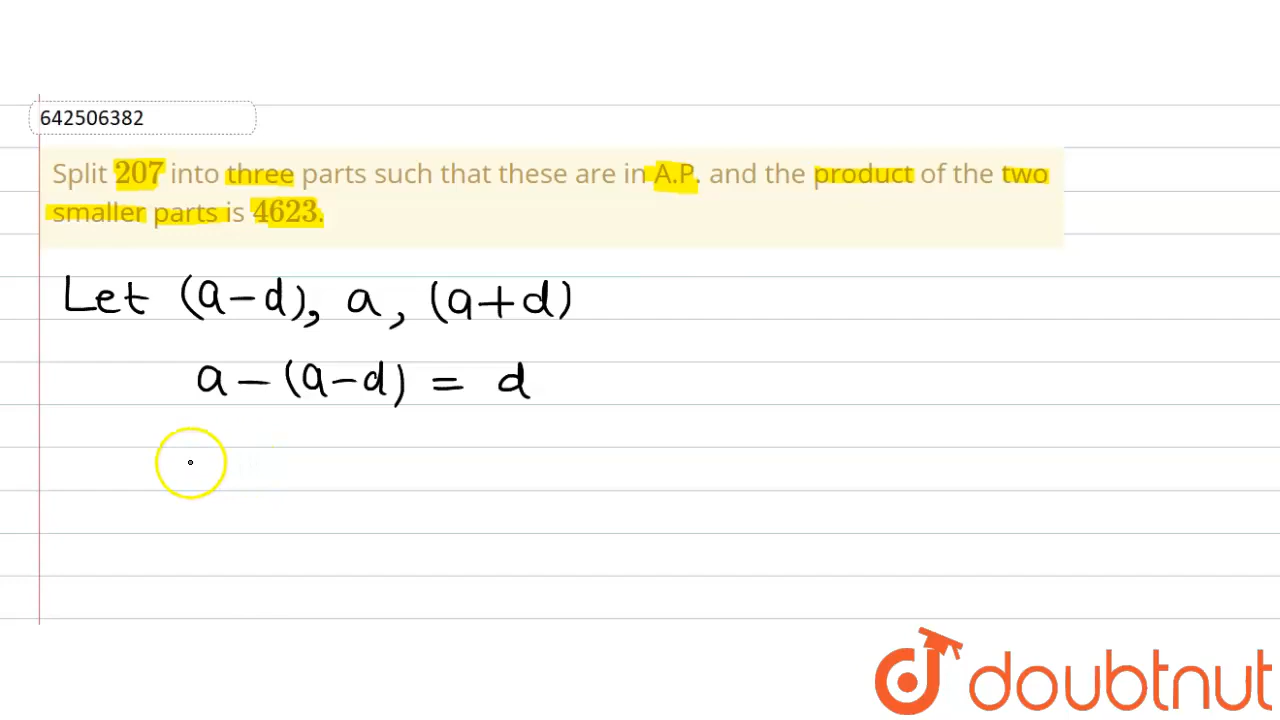 642506382
Split 207 into three parts such that these are in A.P. and the product of the two
smaller parts is 4623.
Let (a-d), a, (a+d)
a-(a-d) = d
doubtnut